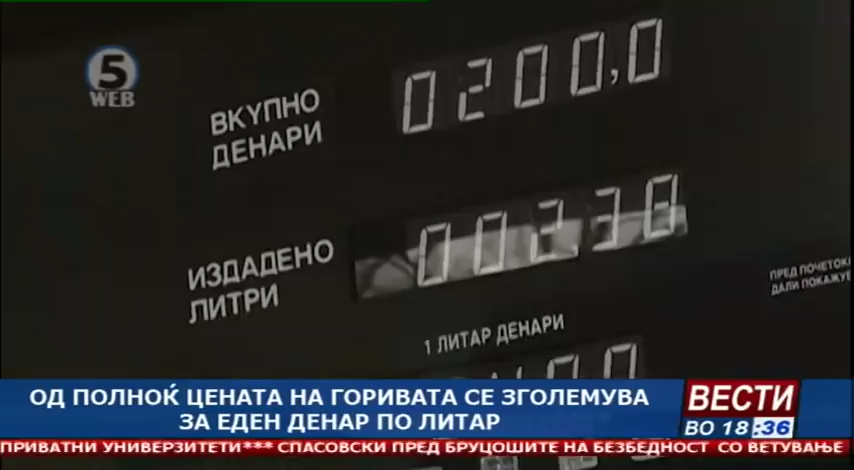 5
WEB
ВКУПНО
ДЕНАРИ
0200,0
ИЗДАДЕНО
ЛИТРИ
002,38
1 ЛИТАР ДЕНАРИ
ПРЕД
ДАЛИ
ОД ПОЛНОЌ ЦЕНАТА НА ГОРИВАТА СЕ ЗГОЛЕМУВА
ЗА ЕДЕН ДЕНАР ПО ЛИТАР
ВЕСТИ
ВО 18:36
ПРИВАТНИ УНИВЕРЗИТЕТИ*** СПАСОВСКИ ПРЕД БРУЦОШИТЕ НА БЕЗБЕДНОСТ СО ВЕТУВАЊЕ